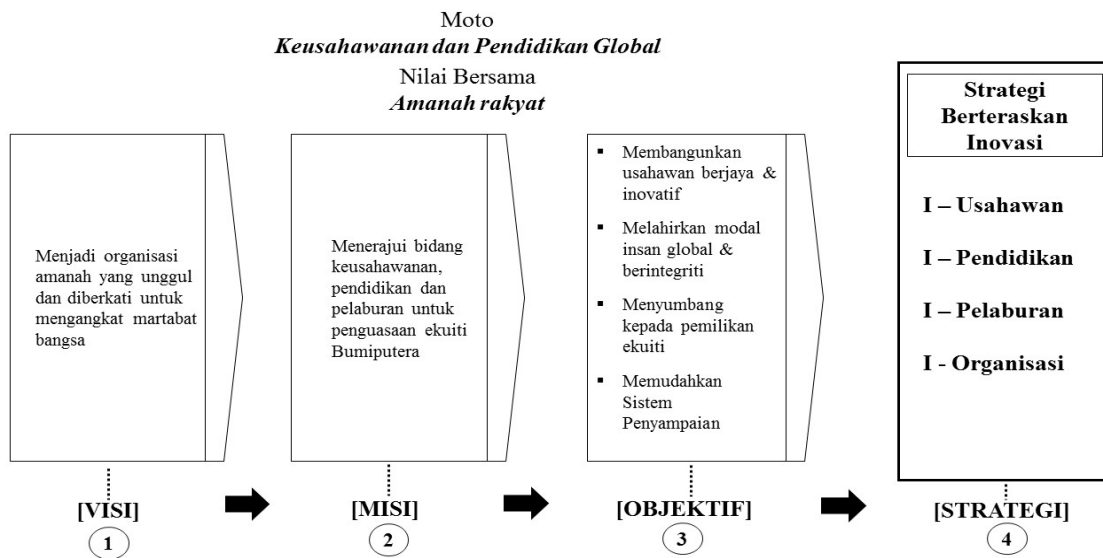 Moto
Keusahawanan dan Pendidikan Global
Nilai Bersama
Amanah rakyat
Menjadi organisasi
amanah yang unggul
dan diberkati untuk
mengangkat martabat
bangsa
[VISI]
1
Menerajui bidang
keusahawanan,
pendidikan dan
pelaburan untuk
penguasaan ekuiti
Bumiputera
[MISI]
2
▪ Membangunkan
usahawan berjaya &
inovatif
▪ Melahirkan modal
insan global &
berintegriti
▪ Menyumbang
kepada pemilikan
ekuiti
▪ Memudahkan
Sistem
Penyampaian
[OBJEKTIF]
3
Strategi
Berteraskan
Inovasi
I – Usahawan
I – Pendidikan
I – Pelaburan
I - Organisasi
[STRATEGI]
4